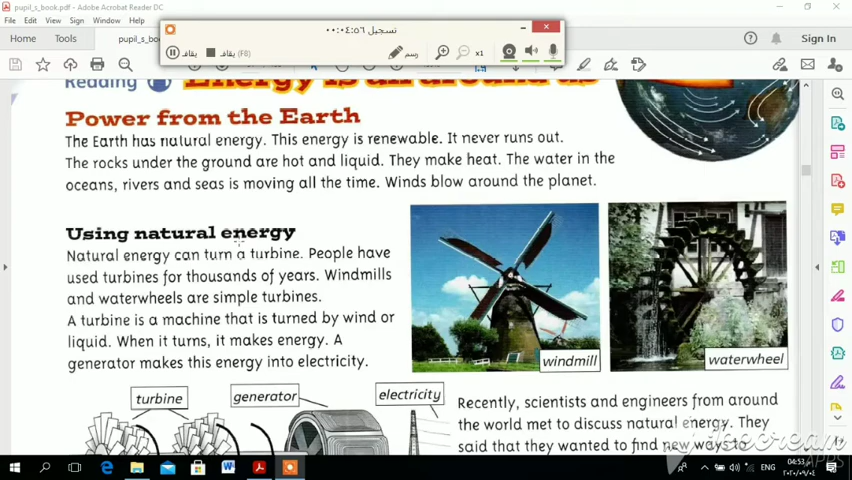 pupil_s_book.pdf - Adobe Acrobat Reader DC
File Edit View Window Help
Home Tools pupil_s_bo Sign In
تسجيل ٠٠:٠٤:٥٦
يقاف يقاف (F8) رسم x1
Reading Energy is all around us
Power from the Earth
The Earth has natural energy. This energy is renewable. It never runs out.
The rocks under the ground are hot and liquid. They make heat. The water in the
oceans, rivers and seas is moving all the time. Winds blow around the planet.
Using natural energy
Natural energy can turn a turbine. People have
used turbines for thousands of years. Windmills
and waterwheels are simple turbines.
A turbine is a machine that is turned by wind or
liquid. When it turns, it makes energy. A
generator makes this energy into electricity.
windmill
waterwheel
turbine
generator
electricity
Recently, scientists and engineers from around
the world met to discuss natural energy. They
said that they wanted to find new ways to
icecream
APPS
ENG